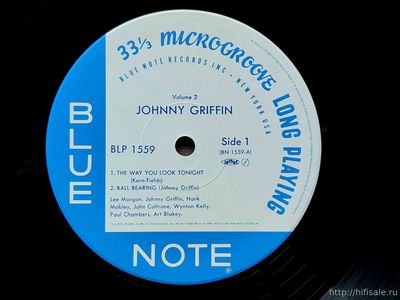 33 1/3 MICROGROOVE LONG PLAYING
BLUE NOTE RECORDS INC · NEW YORK USA
Volume 2
JOHNNY GRIFFIN
BLP 1559
Side 1
(BN 1559-A)
1. THE WAY YOU LOOK TONIGHT
(Kern-Fields)
2. BALL BEARING (Johnny Griffin)
Lee Morgan, Johnny Griffin, Hank
Mobley, John Coltrane, Wynton Kelly,
Paul Chambers, Art Blakey.
BLUE
NOTE
®
http://hifisale.ru